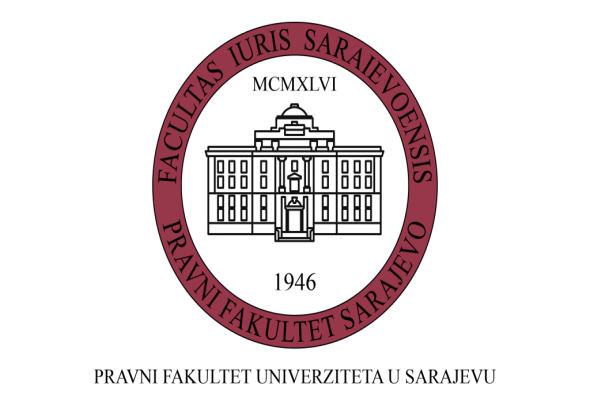 FACULTAS IURIS SARAIEVOENSIS
MCMXLVI
1946
PRAVNI FAKULTET SARAJEVO
PRAVNI FAKULTET UNIVERZITETA U SARAJEVU